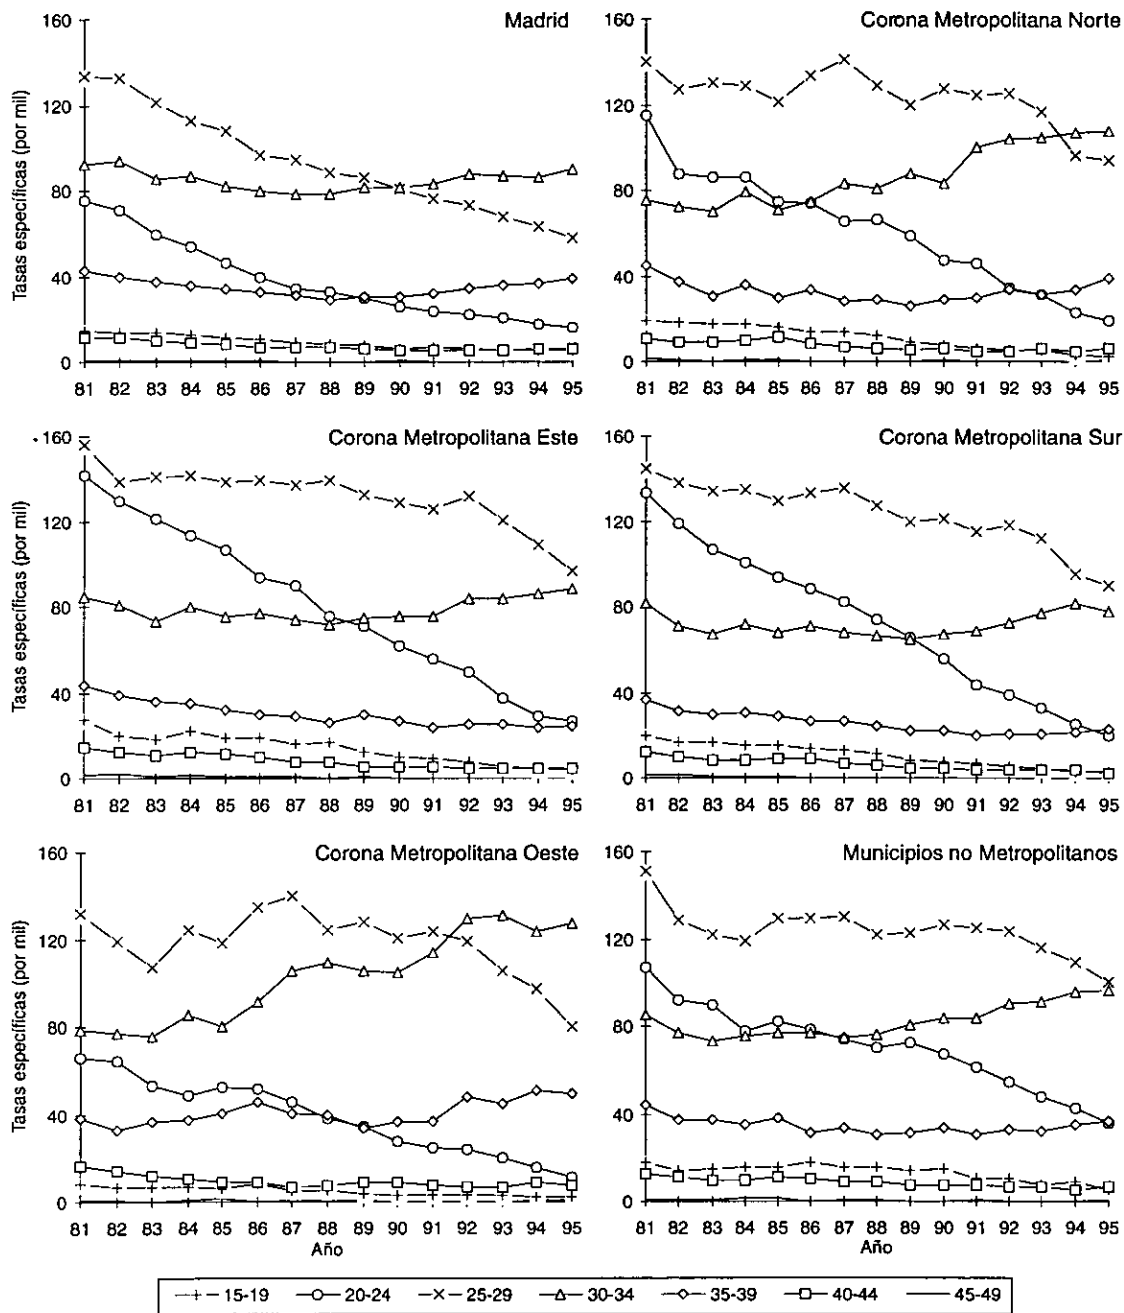 Madrid
Tasas específicas (por mil)
160
120
80
40
0
81 82 83 84 85 86 87 88 89 90 91 92 93 94 95
Corona Metropolitana Norte
160
120
80
40
0
81 82 83 84 85 86 87 88 89 90 91 92 93 94 95
Corona Metropolitana Este
Tasas específicas (por mil)
160
120
80
40
0
81 82 83 84 85 86 87 88 89 90 91 92 93 94 95
Corona Metropolitana Sur
160
120
80
40
0
81 82 83 84 85 86 87 88 89 90 91 92 93 94 95
Corona Metropolitana Oeste
Tasas específicas (por mil)
160
120
80
40
0
81 82 83 84 85 86 87 88 89 90 91 92 93 94 95
Año
Municipios no Metropolitanos
160
120
80
40
0
81 82 83 84 85 86 87 88 89 90 91 92 93 94 95
Año
15-19 20-24 25-29 30-34 35-39 40-44 45-49